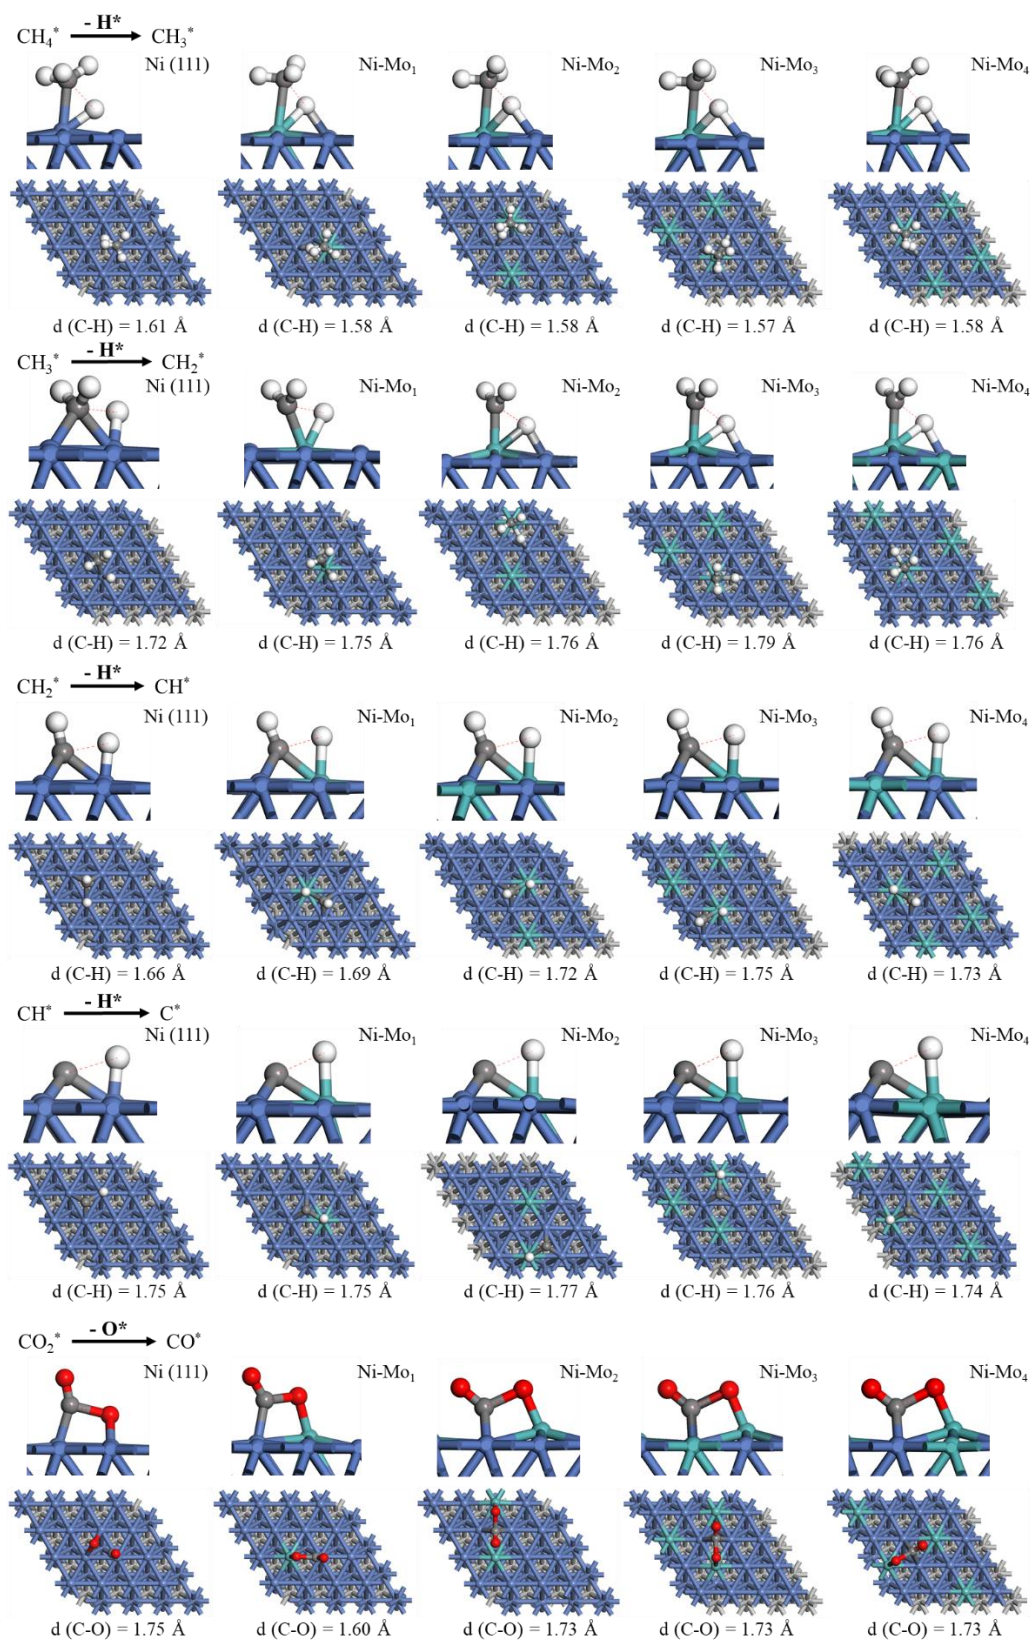 - H*
CH₄* CH₃*
Ni (111) Ni-Mo₁ Ni-Mo₂ Ni-Mo₃ Ni-Mo₄
d (C-H) = 1.61 Å d (C-H) = 1.58 Å d (C-H) = 1.58 Å d (C-H) = 1.57 Å d (C-H) = 1.58 Å
- H*
CH₃* CH₂*
Ni (111) Ni-Mo₁ Ni-Mo₂ Ni-Mo₃ Ni-Mo₄
d (C-H) = 1.72 Å d (C-H) = 1.75 Å d (C-H) = 1.76 Å d (C-H) = 1.79 Å d (C-H) = 1.76 Å
- H*
CH₂* CH*
Ni (111) Ni-Mo₁ Ni-Mo₂ Ni-Mo₃ Ni-Mo₄
d (C-H) = 1.66 Å d (C-H) = 1.69 Å d (C-H) = 1.72 Å d (C-H) = 1.75 Å d (C-H) = 1.73 Å
- H*
CH* C*
Ni (111) Ni-Mo₁ Ni-Mo₂ Ni-Mo₃ Ni-Mo₄
d (C-H) = 1.75 Å d (C-H) = 1.75 Å d (C-H) = 1.77 Å d (C-H) = 1.76 Å d (C-H) = 1.74 Å
- O*
CO₂* CO*
Ni (111) Ni-Mo₁ Ni-Mo₂ Ni-Mo₃ Ni-Mo₄
d (C-O) = 1.75 Å d (C-O) = 1.60 Å d (C-O) = 1.73 Å d (C-O) = 1.73 Å d (C-O) = 1.73 Å